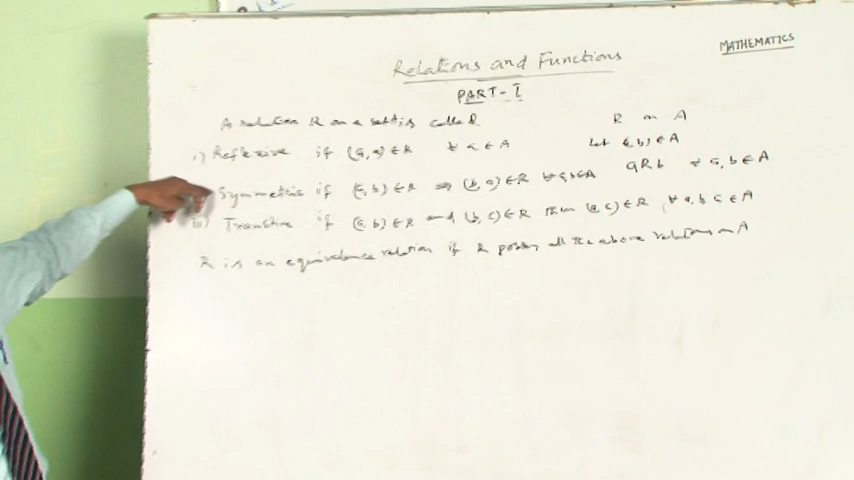 MATHEMATICS
Relations and Functions
PART-I
A relation R on a set A is called R on A
i) Reflexive if (a, a) ∈ R ∀ a ∈ A Let (a, b) ∈ A
Symmetric if (a, b) ∈ R ⇒ (b, a) ∈ R ∀ a, b ∈ A aRb ∀ a, b ∈ A
iii) Transitive if (a, b) ∈ R and (b, c) ∈ R then (a, c) ∈ R, ∀ a, b, c ∈ A
R is an equivalence relation if R all the above relations on A